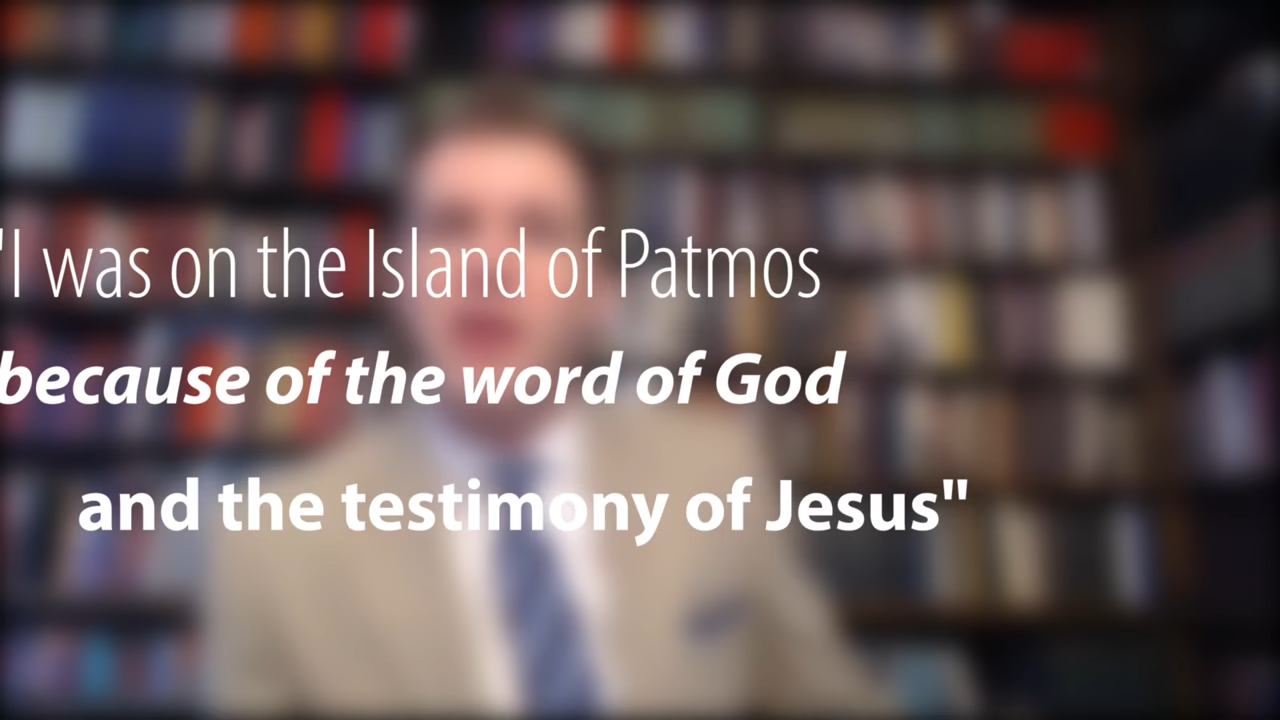 "I was on the Island of Patmos
because of the word of God
and the testimony of Jesus"